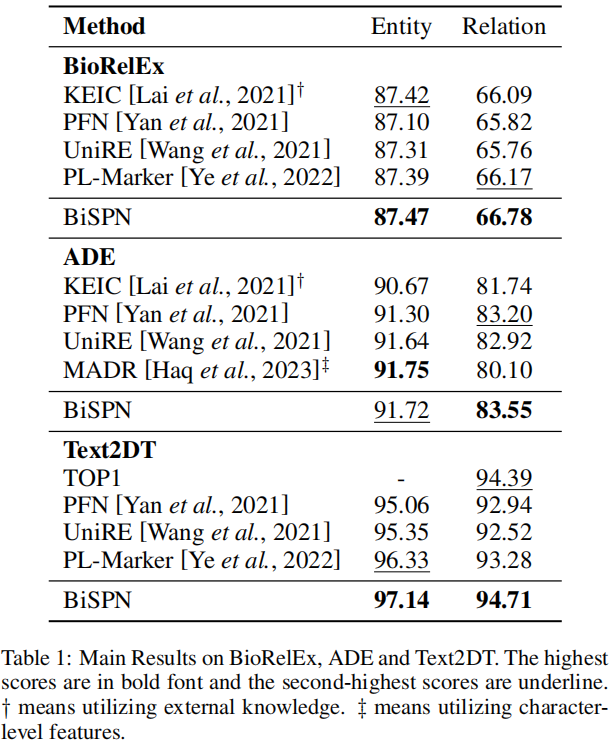 Method Entity Relation
BioRelEx
KEIC [Lai et al., 2021]† 87.42 66.09
PFN [Yan et al., 2021] 87.10 65.82
UniRE [Wang et al., 2021] 87.31 65.76
PL-Marker [Ye et al., 2022] 87.39 66.17
BiSPN 87.47 66.78
ADE
KEIC [Lai et al., 2021]† 90.67 81.74
PFN [Yan et al., 2021] 91.30 83.20
UniRE [Wang et al., 2021] 91.64 82.92
MADR [Haq et al., 2023]‡ 91.75 80.10
BiSPN 91.72 83.55
Text2DT
TOP1 - 94.39
PFN [Yan et al., 2021] 95.06 92.94
UniRE [Wang et al., 2021] 95.35 92.52
PL-Marker [Ye et al., 2022] 96.33 93.28
BiSPN 97.14 94.71
Table 1: Main Results on BioRelEx, ADE and Text2DT. The highest
scores are in bold font and the second-highest scores are underline.
† means utilizing external knowledge. ‡ means utilizing character-
level features.